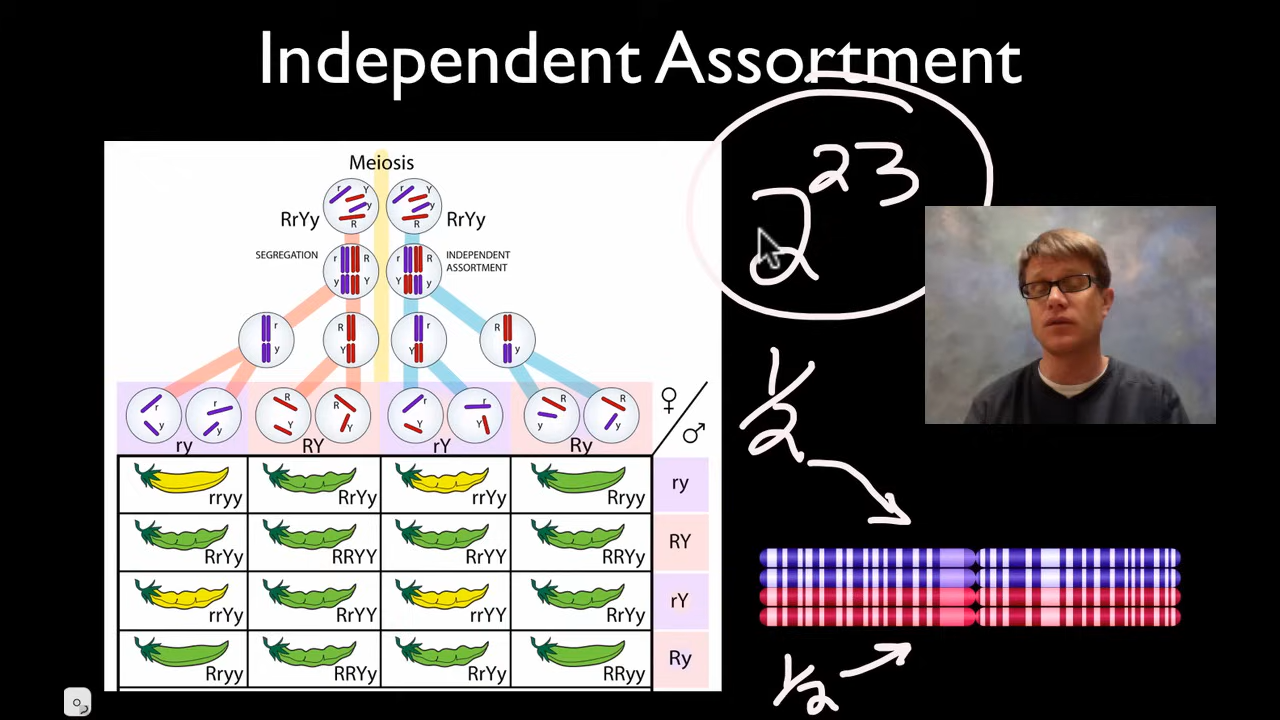 Independent Assortment
Meiosis
RrYy
r Y y R
r Y y R
RrYy
SEGREGATION
r R
y Y
r R
Y y
INDEPENDENT
ASSORTMENT
r
y
R
Y
r
Y
R
y
r
y
r
y
R
Y
R
Y
r
Y
r
Y
R
y
R
y
ry RY rY Ry
♀/♂
rryy RrYy rrYy Rryy ry
RrYy RRYY RrYY RRYy RY
rrYy RrYY rrYY RrYy rY
Rryy RRYy RrYy RRyy Ry
2²³
1/2
1/2